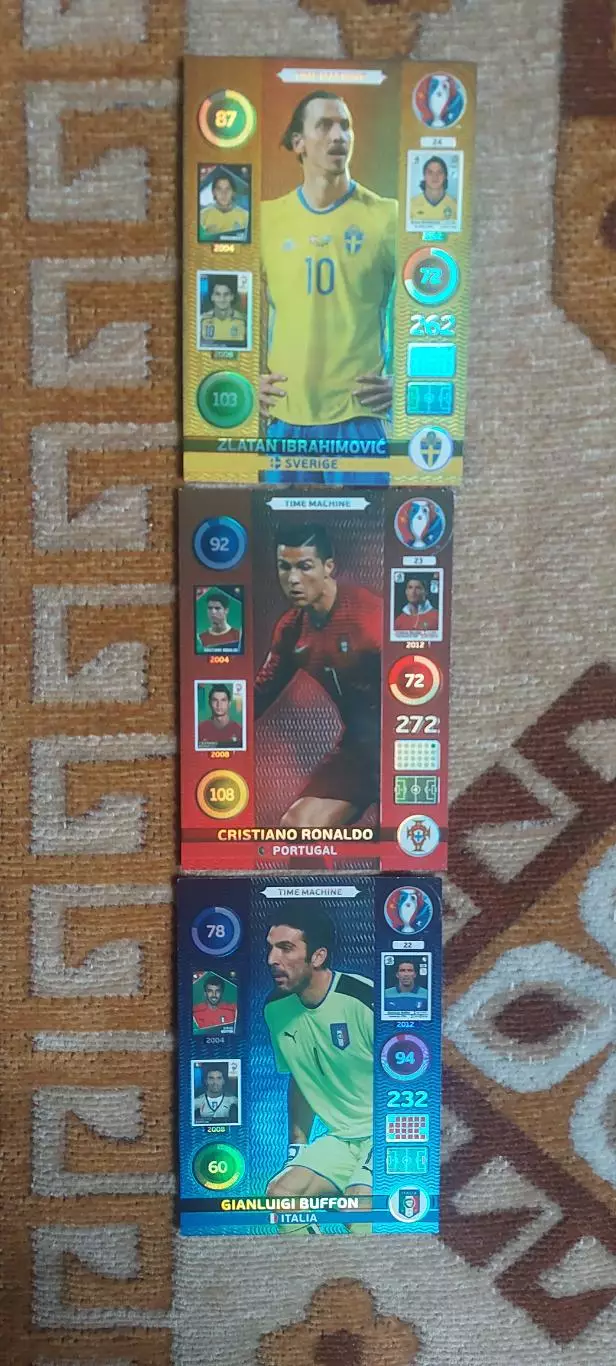 TIME MACHINE
87
24
2004
10
72
262
2008
103
ZLATAN IBRAHIMOVIĆ
SVERIGE
TIME MACHINE
92
23
2004
2012
72
2008
272
108
CRISTIANO RONALDO
PORTUGAL
TIME MACHINE
78
22
2004
2012
94
2008
232
60
GIANLUIGI BUFFON
ITALIA